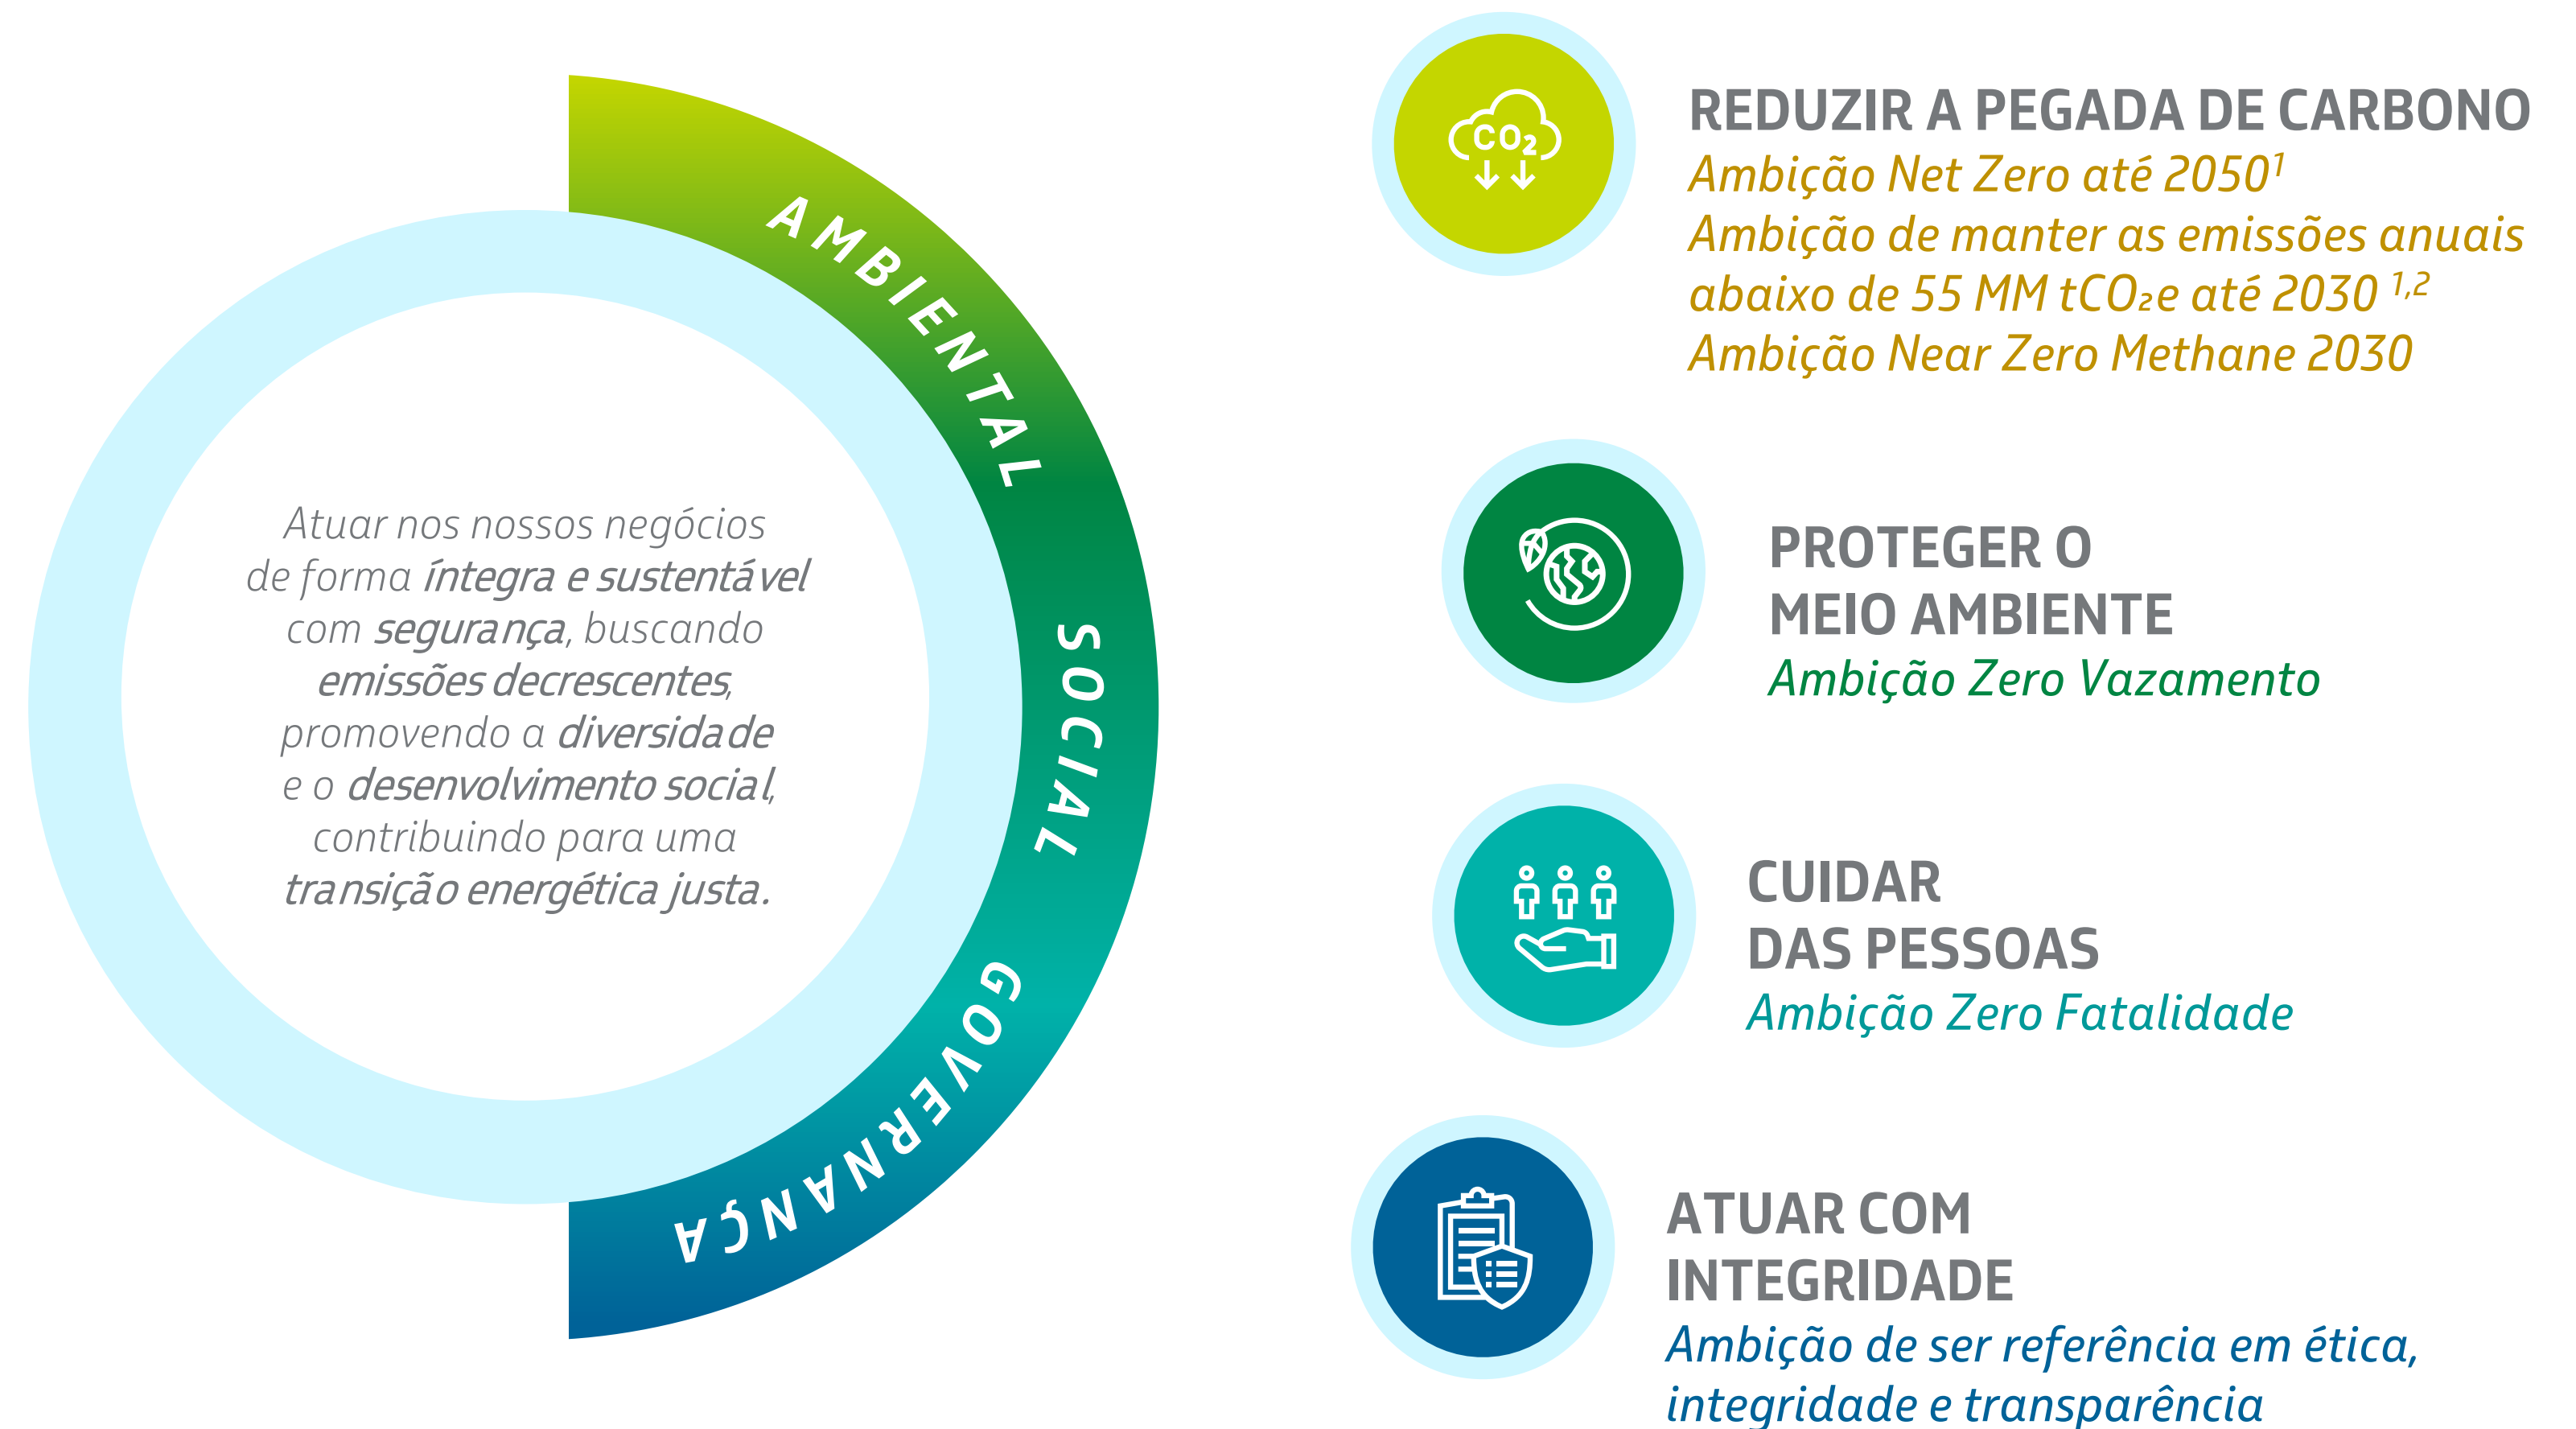 AMBIENTAL
SOCIAL
GOVERNANÇA
Atuar nos nossos negócios
de forma íntegra e sustentável
com segurança, buscando
emissões decrescentes,
promovendo a diversidade
e o desenvolvimento social,
contribuindo para uma
transição energética justa.
CO₂
REDUZIR A PEGADA DE CARBONO
Ambição Net Zero até 2050¹
Ambição de manter as emissões anuais
abaixo de 55 MM tCO₂e até 2030 ¹,²
Ambição Near Zero Methane 2030
PROTEGER O
MEIO AMBIENTE
Ambição Zero Vazamento
CUIDAR
DAS PESSOAS
Ambição Zero Fatalidade
ATUAR COM
INTEGRIDADE
Ambição de ser referência em ética,
integridade e transparência